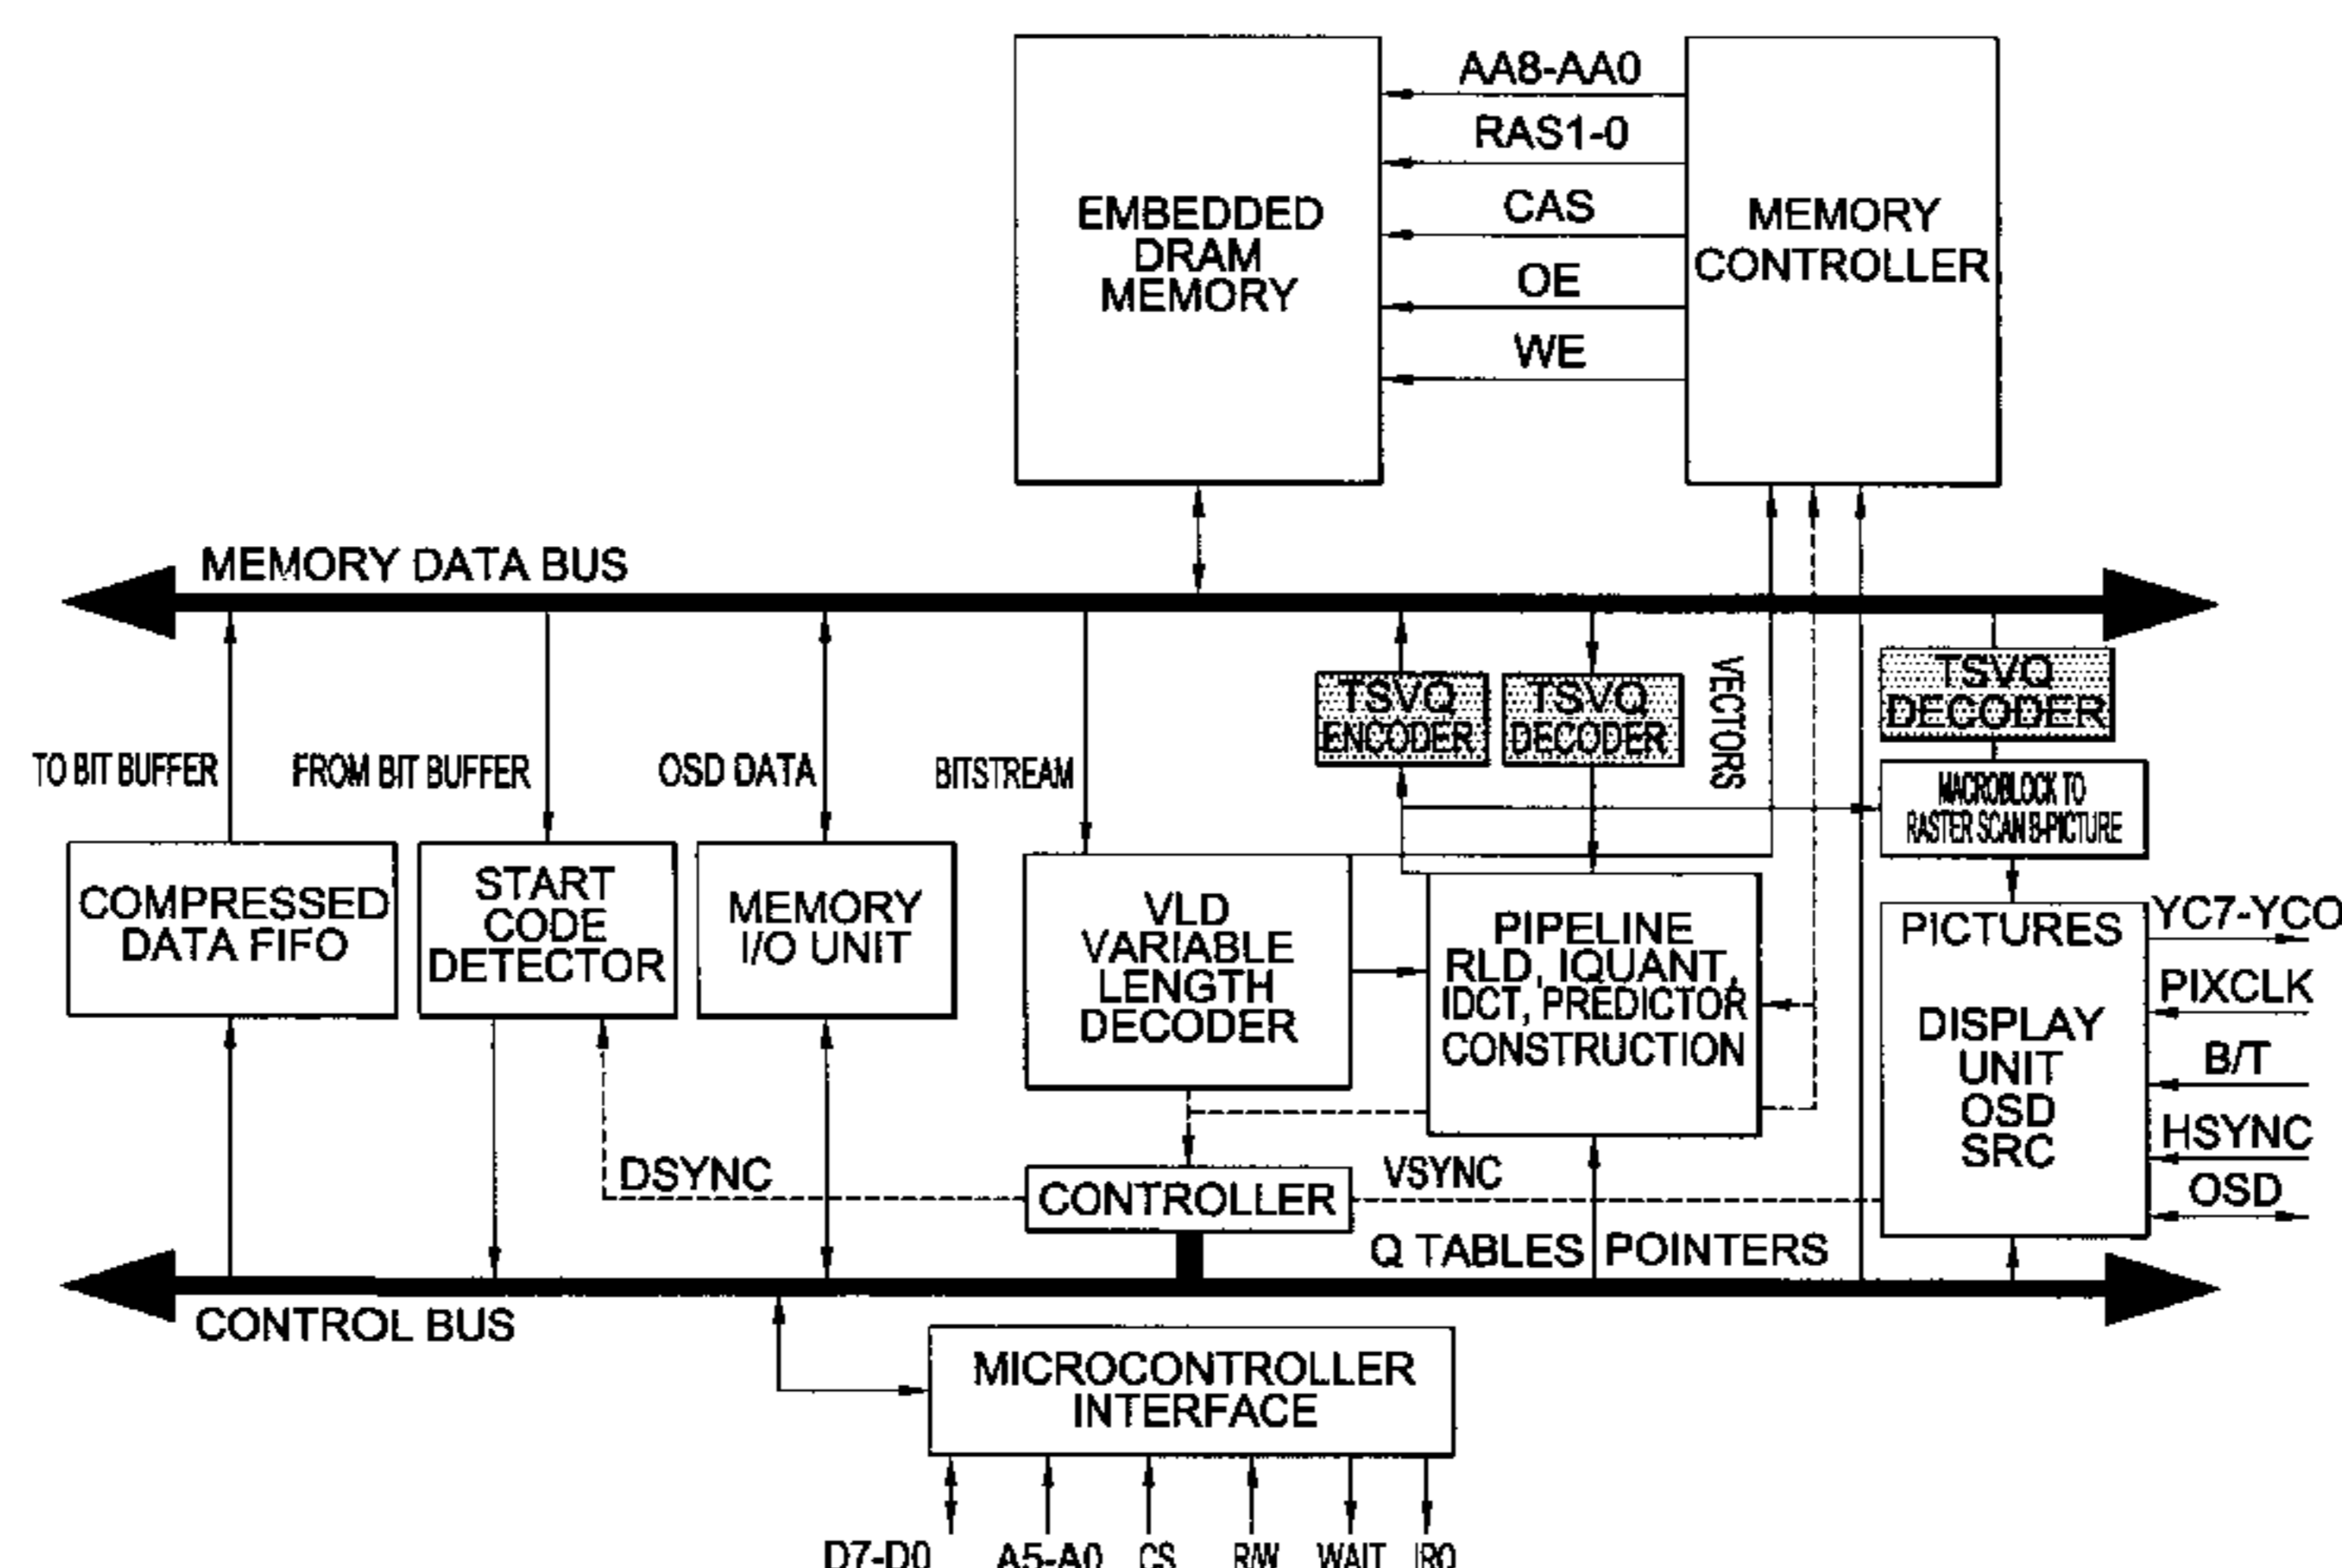 AA8-AA0
RAS1-0
CAS
OE
WE
EMBEDDED
DRAM
MEMORY
MEMORY
CONTROLLER
MEMORY DATA BUS
TSVQ
ENCODER
TSVQ
DECODER
VECTORS
TSVQ
DECODER
TO BIT BUFFER
FROM BIT BUFFER
OSD DATA
BITSTREAM
MACROBLOCK TO
RASTER SCAN B-PICTURE
COMPRESSED
DATA FIFO
START
CODE
DETECTOR
MEMORY
I/O UNIT
VLD
VARIABLE
LENGTH
DECODER
PIPELINE
RLD, IQUANT,
IDCT, PREDICTOR
CONSTRUCTION
PICTURES
DISPLAY
UNIT
OSD
SRC
YC7-YC0
PIXCLK
B/T
HSYNC
OSD
DSYNC
CONTROLLER
VSYNC
Q TABLES
POINTERS
CONTROL BUS
MICROCONTROLLER
INTERFACE
D7-D0
A5-A0
CS
R/W
WAIT
IRQ